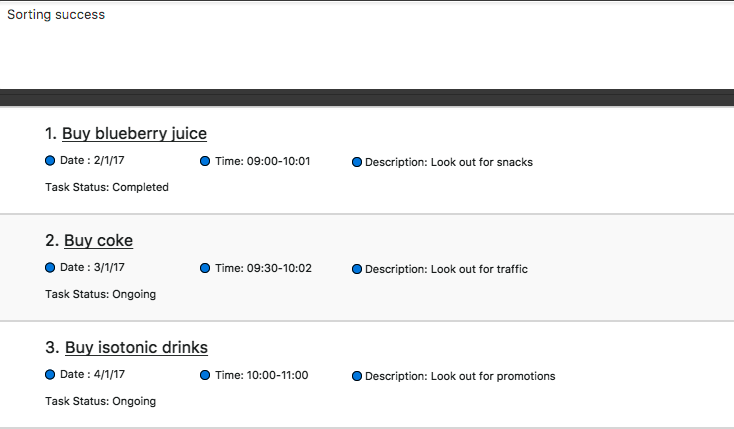 Sorting success
1. Buy blueberry juice
Date : 2/1/17 Time: 09:00-10:01 Description: Look out for snacks
Task Status: Completed
2. Buy coke
Date : 3/1/17 Time: 09:30-10:02 Description: Look out for traffic
Task Status: Ongoing
3. Buy isotonic drinks
Date : 4/1/17 Time: 10:00-11:00 Description: Look out for promotions
Task Status: Ongoing